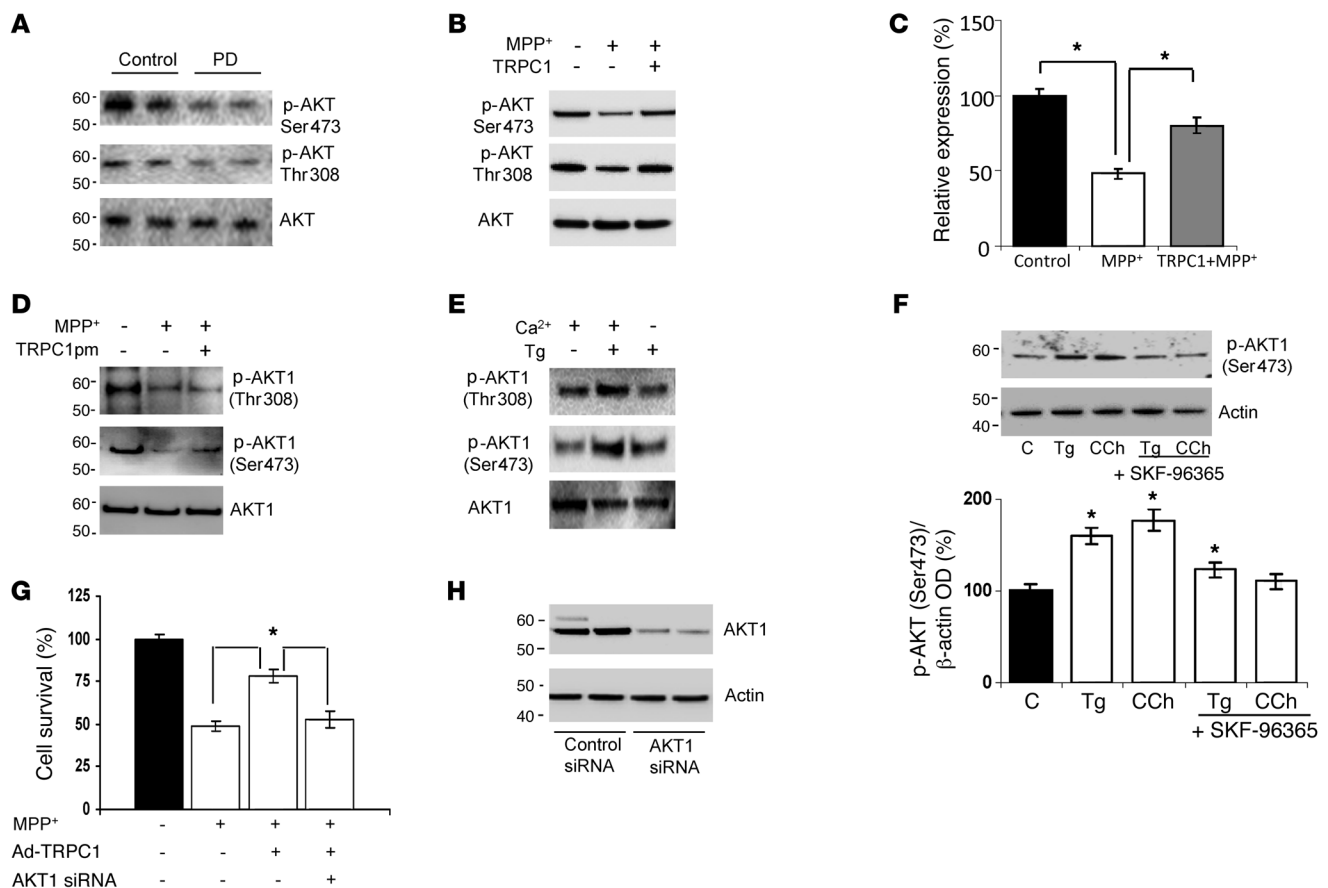 A
Control PD
60-
50-
p-AKT
Ser473
60-
50-
p-AKT
Thr308
60-
50-
AKT
B
MPP+ - + +
TRPC1 - - +
p-AKT
Ser473
p-AKT
Thr308
AKT
C
Relative expression (%)
150
100
50
0
* *
Control MPP+ TRPC1+MPP+
D
MPP+ - + +
TRPC1pm - - +
60-
50-
p-AKT1
(Thr308)
60-
50-
p-AKT1
(Ser473)
60-
50-
AKT1
E
Ca2+ + + -
Tg - + +
p-AKT1
(Thr308)
p-AKT1
(Ser473)
AKT1
F
60-
p-AKT1
(Ser473)
50-
40-
Actin
C Tg CCh Tg CCh
+ SKF-96365
p-AKT (Ser473)/
β-actin OD (%)
200
100
0
* * *
C Tg CCh Tg CCh
+ SKF-96365
G
Cell survival (%)
125
100
75
50
25
0
*
MPP+ - + + +
Ad-TRPC1 - - + +
AKT1 siRNA - - - +
H
60-
50-
AKT1
50-
40-
Actin
Control
siRNA
AKT1
siRNA